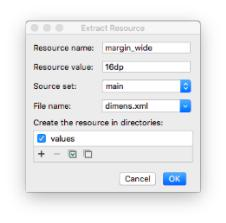 Extract Resource
Resource name: margin_wide
Resource value: 16dp
Source set: main
File name: dimens.xml
Create the resource in directories:
values
Cancel OK